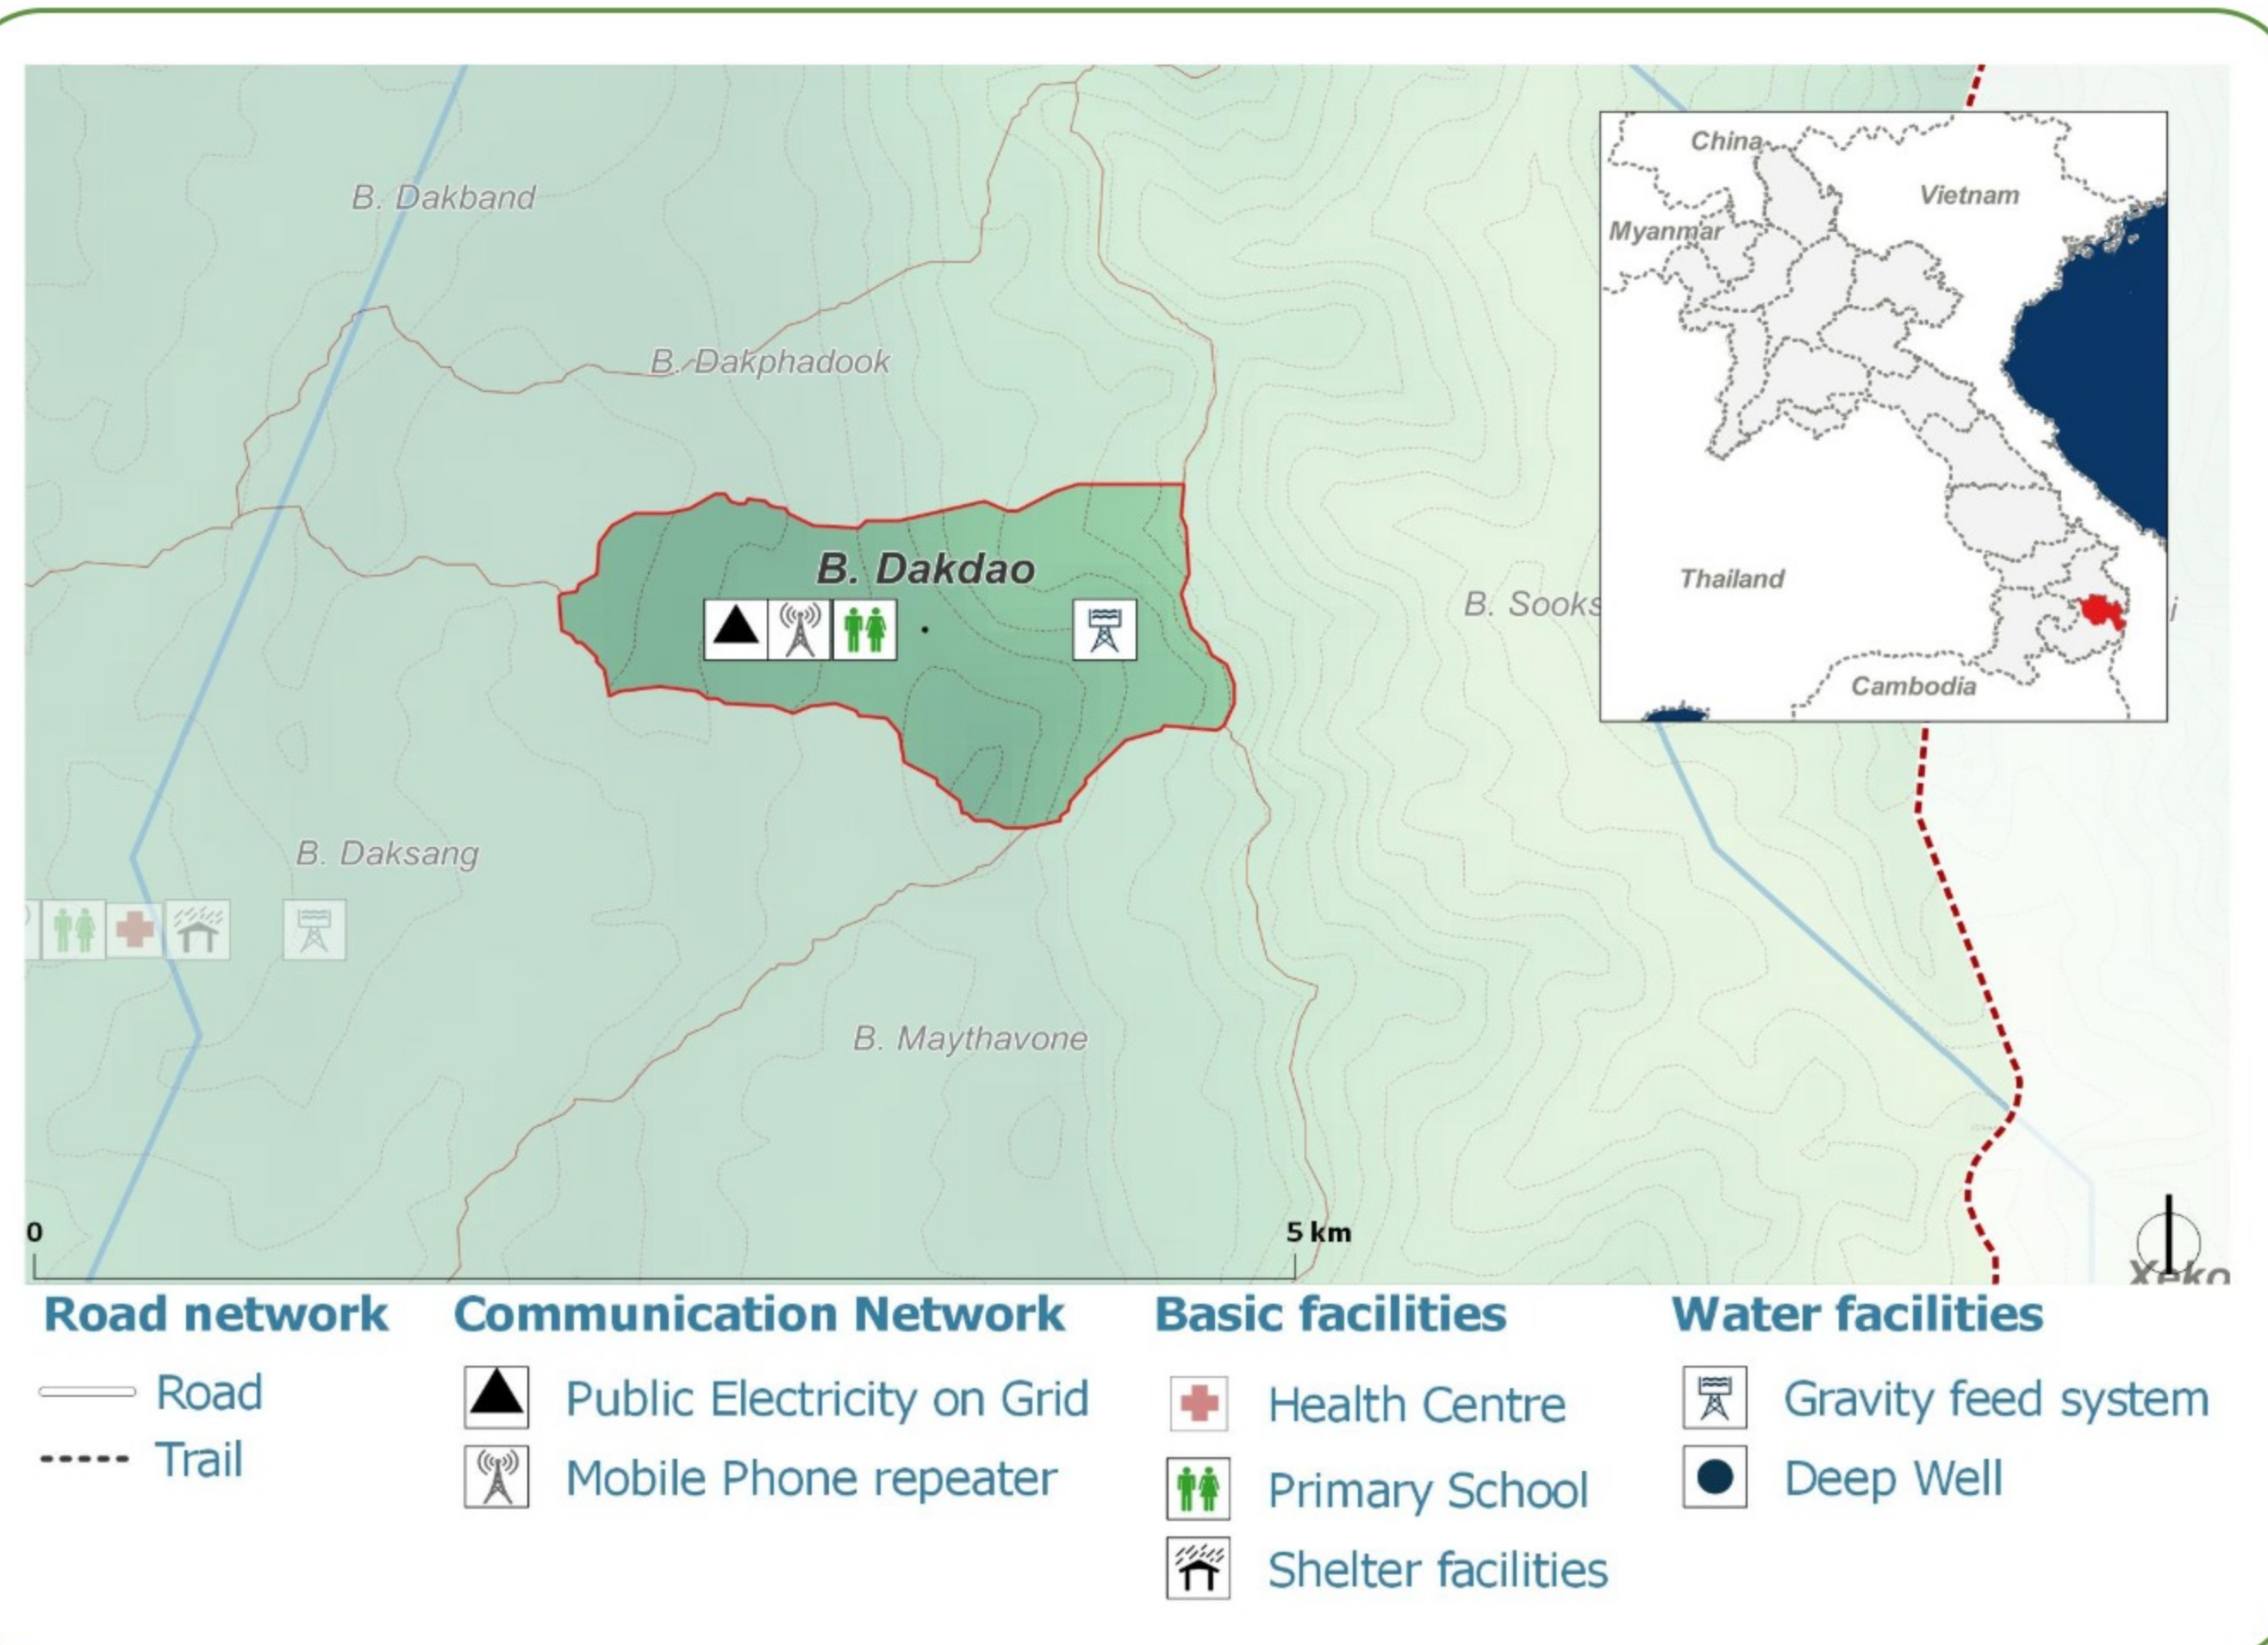 B. Dakband
B. Dakphadook
B. Dakdao
B. Daksang
B. Maythavone
China
Vietnam
Myanmar
Thailand
Cambodia
0
5 km
Road network
Road
Trail
Communication Network
Public Electricity on Grid
Mobile Phone repeater
Basic facilities
Health Centre
Primary School
Shelter facilities
Water facilities
Gravity feed system
Deep Well